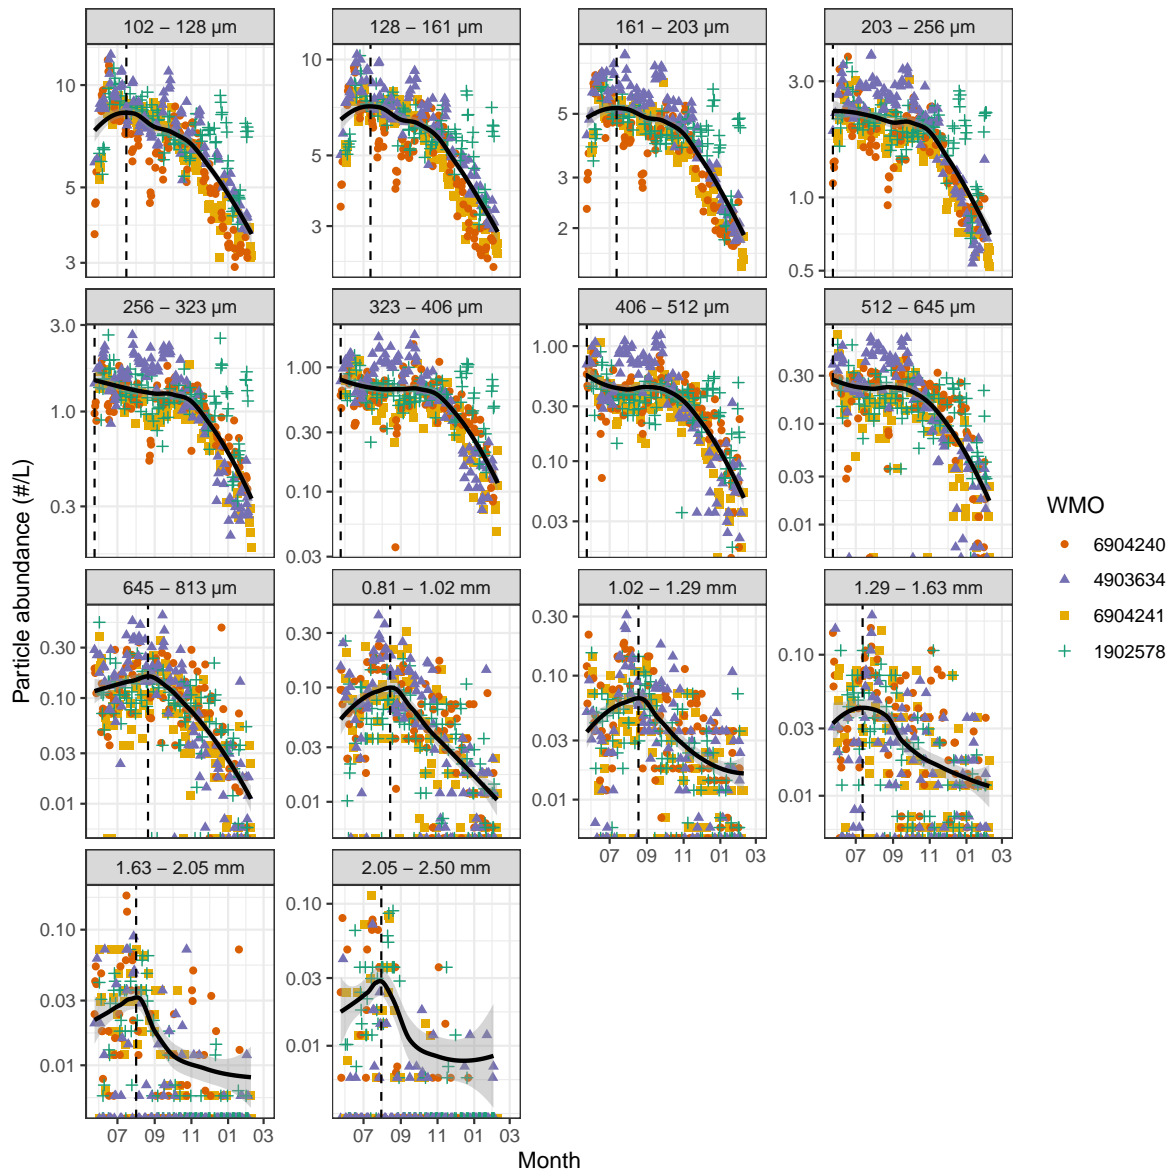 102 – 128 µm
128 – 161 µm
161 – 203 µm
203 – 256 µm
10
5
3
10
5
3
5
3
2
3.0
1.0
0.5
256 – 323 µm
323 – 406 µm
406 – 512 µm
512 – 645 µm
3.0
1.0
0.3
1.00
0.30
0.10
0.03
1.00
0.30
0.10
0.03
0.30
0.10
0.03
0.01
645 – 813 µm
0.81 – 1.02 mm
1.02 – 1.29 mm
1.29 – 1.63 mm
0.30
0.10
0.03
0.01
0.30
0.10
0.03
0.01
0.30
0.10
0.03
0.01
0.10
0.03
0.01
07 09 11 01 03
07 09 11 01 03
1.63 – 2.05 mm
2.05 – 2.50 mm
0.10
0.03
0.01
0.10
0.03
0.01
07 09 11 01 03
07 09 11 01 03
Month
Particle abundance (#/L)
WMO
6904240
4903634
6904241
1902578